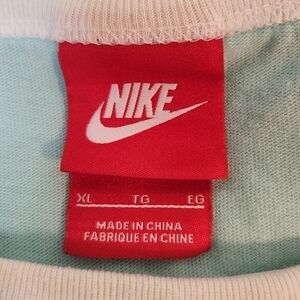 NIKE
XL TG EG
MADE IN CHINA
FABRIQUE EN CHINE